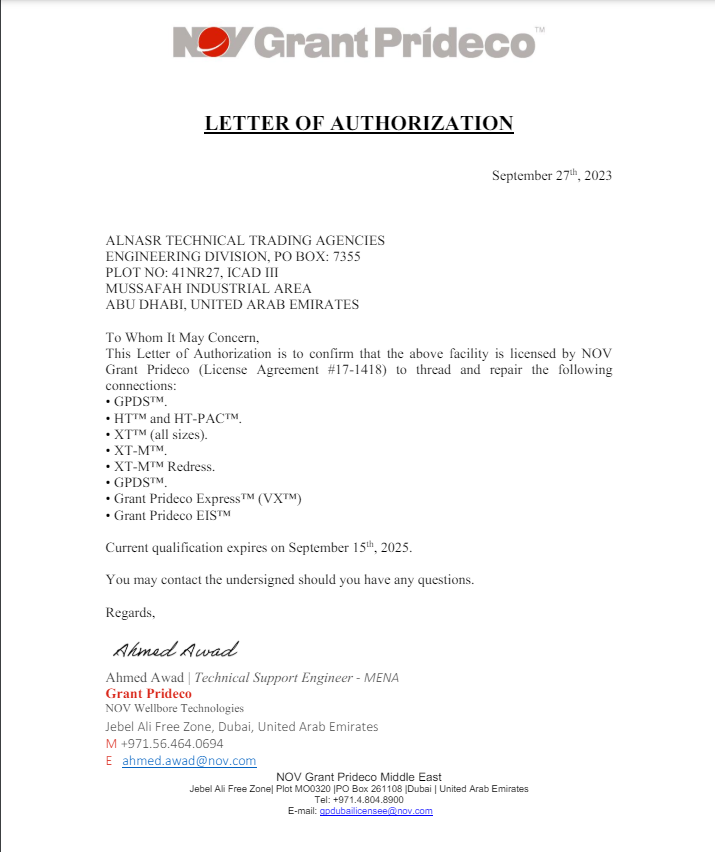 NOV Grant Prideco™
LETTER OF AUTHORIZATION
September 27th, 2023
ALNASR TECHNICAL TRADING AGENCIES
ENGINEERING DIVISION, PO BOX: 7355
PLOT NO: 41NR27, ICAD III
MUSSAFAH INDUSTRIAL AREA
ABU DHABI, UNITED ARAB EMIRATES
To Whom It May Concern,
This Letter of Authorization is to confirm that the above facility is licensed by NOV
Grant Prideco (License Agreement #17-1418) to thread and repair the following
connections:
• GPDS™.
• HT™ and HT-PAC™.
• XT™ (all sizes).
• XT-M™.
• XT-M™ Redress.
• GPDS™.
• Grant Prideco Express™ (VX™)
• Grant Prideco EIS™
Current qualification expires on September 15th, 2025.
You may contact the undersigned should you have any questions.
Regards,
Ahmed Awad
Ahmed Awad | Technical Support Engineer - MENA
Grant Prideco
NOV Wellbore Technologies
Jebel Ali Free Zone, Dubai, United Arab Emirates
M +971.56.464.0694
E ahmed.awad@nov.com
NOV Grant Prideco Middle East
Jebel Ali Free Zone| Plot MO0320 |PO Box 261108 |Dubai | United Arab Emirates
Tel: +971.4.804.8900
E-mail: gpdubailicensee@nov.com